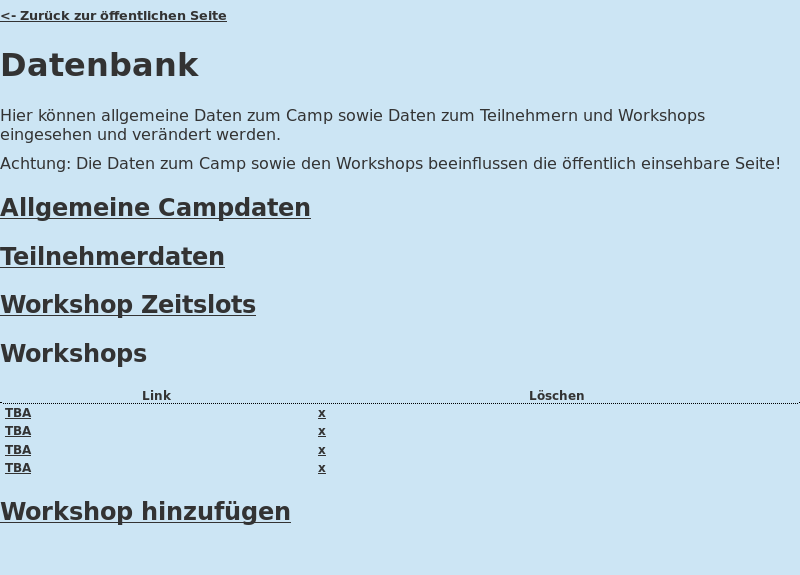 <- Zurück zur öffentlichen Seite
Datenbank
Hier können allgemeine Daten zum Camp sowie Daten zum Teilnehmern und Workshops
eingesehen und verändert werden.
Achtung: Die Daten zum Camp sowie den Workshops beeinflussen die öffentlich einsehbare Seite!
Allgemeine Campdaten
Teilnehmerdaten
Workshop Zeitslots
Workshops
Link Löschen
TBA x
TBA x
TBA x
TBA x
Workshop hinzufügen